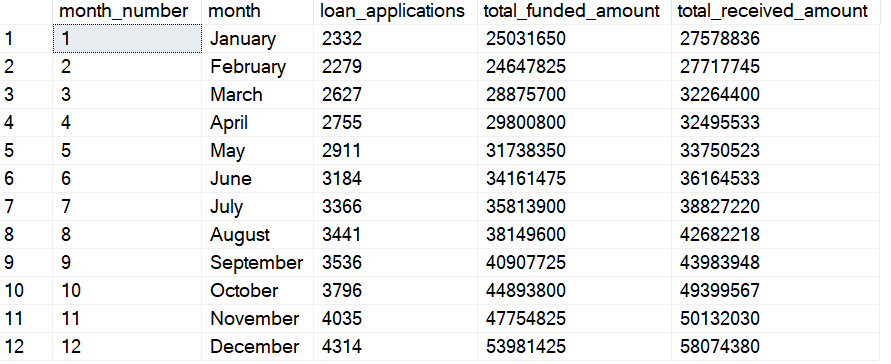 month_number month loan_applications total_funded_amount total_received_amount
1 1 January 2332 25031650 27578836
2 2 February 2279 24647825 27717745
3 3 March 2627 28875700 32264400
4 4 April 2755 29800800 32495533
5 5 May 2911 31738350 33750523
6 6 June 3184 34161475 36164533
7 7 July 3366 35813900 38827220
8 8 August 3441 38149600 42682218
9 9 September 3536 40907725 43983948
10 10 October 3796 44893800 49399567
11 11 November 4035 47754825 50132030
12 12 December 4314 53981425 58074380